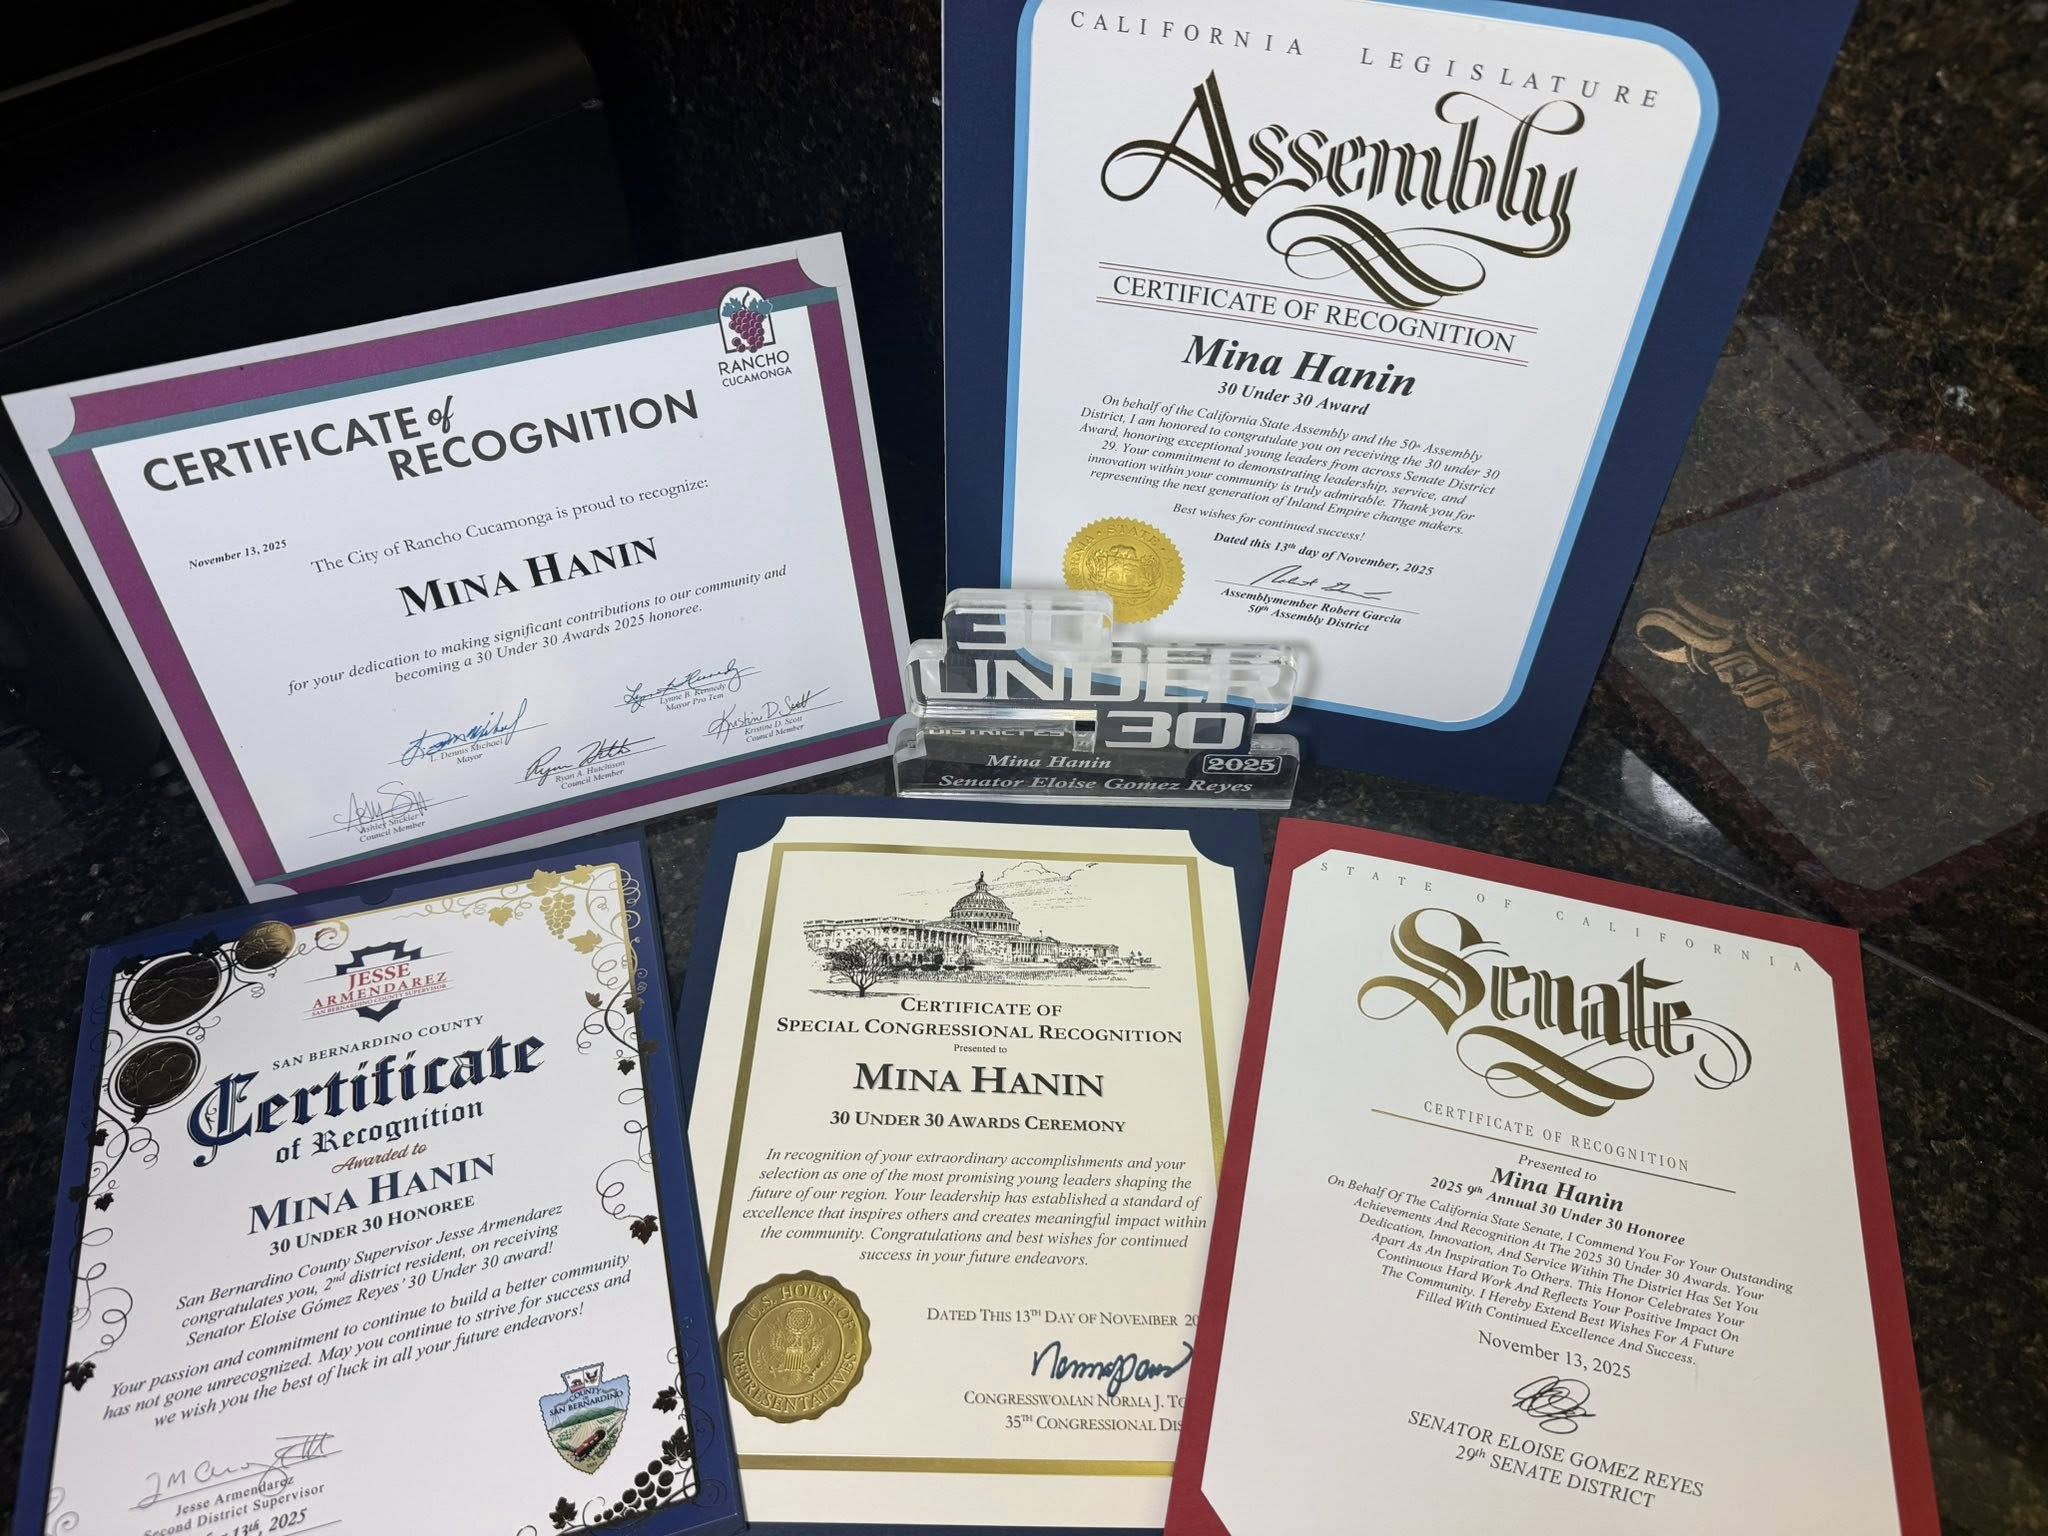 CALIFORNIA LEGISLATURE
Assembly
CERTIFICATE OF RECOGNITION
Mina Hanin
30 Under 30 Award
On behalf of the California State Assembly and the 50th Assembly
District, I am honored to congratulate you on receiving the 30 under 30
Award, honoring exceptional young leaders from across Senate District
29. Your commitment to demonstrating leadership, service, and
innovation within your community is truly admirable. Thank you for
representing the next generation of Inland Empire change makers.
Best wishes for continued success!
Dated this 13th day of November, 2025
Assemblymember Robert Garcia
50th Assembly District
RANCHO
CUCAMONGA
CERTIFICATE of
RECOGNITION
November 13, 2025
The City of Rancho Cucamonga is proud to recognize:
MINA HANIN
for your dedication to making significant contributions to our community and
becoming a 30 Under 30 Awards 2025 honoree.
L. Dennis Michael
Mayor
Lynne B. Kennedy
Mayor Pro Tem
Ashley Stickler
Council Member
Ryan A. Hutchison
Council Member
Kristine D. Scott
Council Member
30
UNDER
30
DISTRICT
2025
Mina Hanin
Senator Eloise Gomez Reyes
JESSE
ARMENDAREZ
SAN BERNARDINO COUNTY SUPERVISOR
SAN BERNARDINO COUNTY
Certificate
of Recognition
Awarded to
MINA HANIN
30 UNDER 30 HONOREE
San Bernardino County Supervisor Jesse Armendarez
congratulates you, 2nd district resident, on receiving
Senator Eloise Gómez Reyes' 30 Under 30 award!
Your passion and commitment to continue to build a better community
has not gone unrecognized. May you continue to strive for success and
we wish you the best of luck in all your future endeavors!
COUNTY
SAN BERNARDINO
Jesse Armendarez
Second District Supervisor
13th, 2025
CERTIFICATE OF
SPECIAL CONGRESSIONAL RECOGNITION
Presented to
MINA HANIN
30 UNDER 30 AWARDS CEREMONY
In recognition of your extraordinary accomplishments and your
selection as one of the most promising young leaders shaping the
future of our region. Your leadership has established a standard of
excellence that inspires others and creates meaningful impact within
the community. Congratulations and best wishes for continued
success in your future endeavors.
U.S. HOUSE OF
REPRESENTATIVES
DATED THIS 13TH DAY OF NOVEMBER 20
CONGRESSWOMAN NORMA J. TO
35TH CONGRESSIONAL DIS
STATE OF CALIFORNIA
Senate
CERTIFICATE OF RECOGNITION
Presented to
Mina Hanin
2025 9th Annual 30 Under 30 Honoree
On Behalf Of The California State Senate, I Commend You For Your Outstanding
Achievements And Recognition At The 2025 30 Under 30 Awards. Your
Dedication, Innovation, And Service Within The District Has Set You
Apart As An Inspiration To Others. This Honor Celebrates Your
Continuous Hard Work And Reflects Your Positive Impact On
The Community. I Hereby Extend Best Wishes For A Future
Filled With Continued Excellence And Success.
November 13, 2025
SENATOR ELOISE GOMEZ REYES
29th SENATE DISTRICT